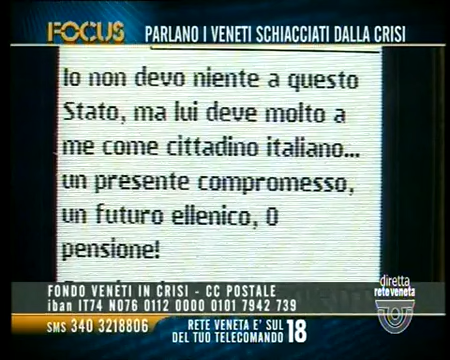 FOCUS PARLANO I VENETI SCHIACCIATI DALLA CRISI
Io non devo niente a questo
Stato, ma lui deve molto a
me come cittadino italiano...
un presente compromesso,
un futuro ellenico, 0
pensione!
FONDO VENETI IN CRISI - CC POSTALE
iban IT74 N076 0112 0000 0101 7942 739
diretta
reteveneta
SMS 340 3218806
RETE VENETA E' SUL
DEL TUO TELECOMANDO 18